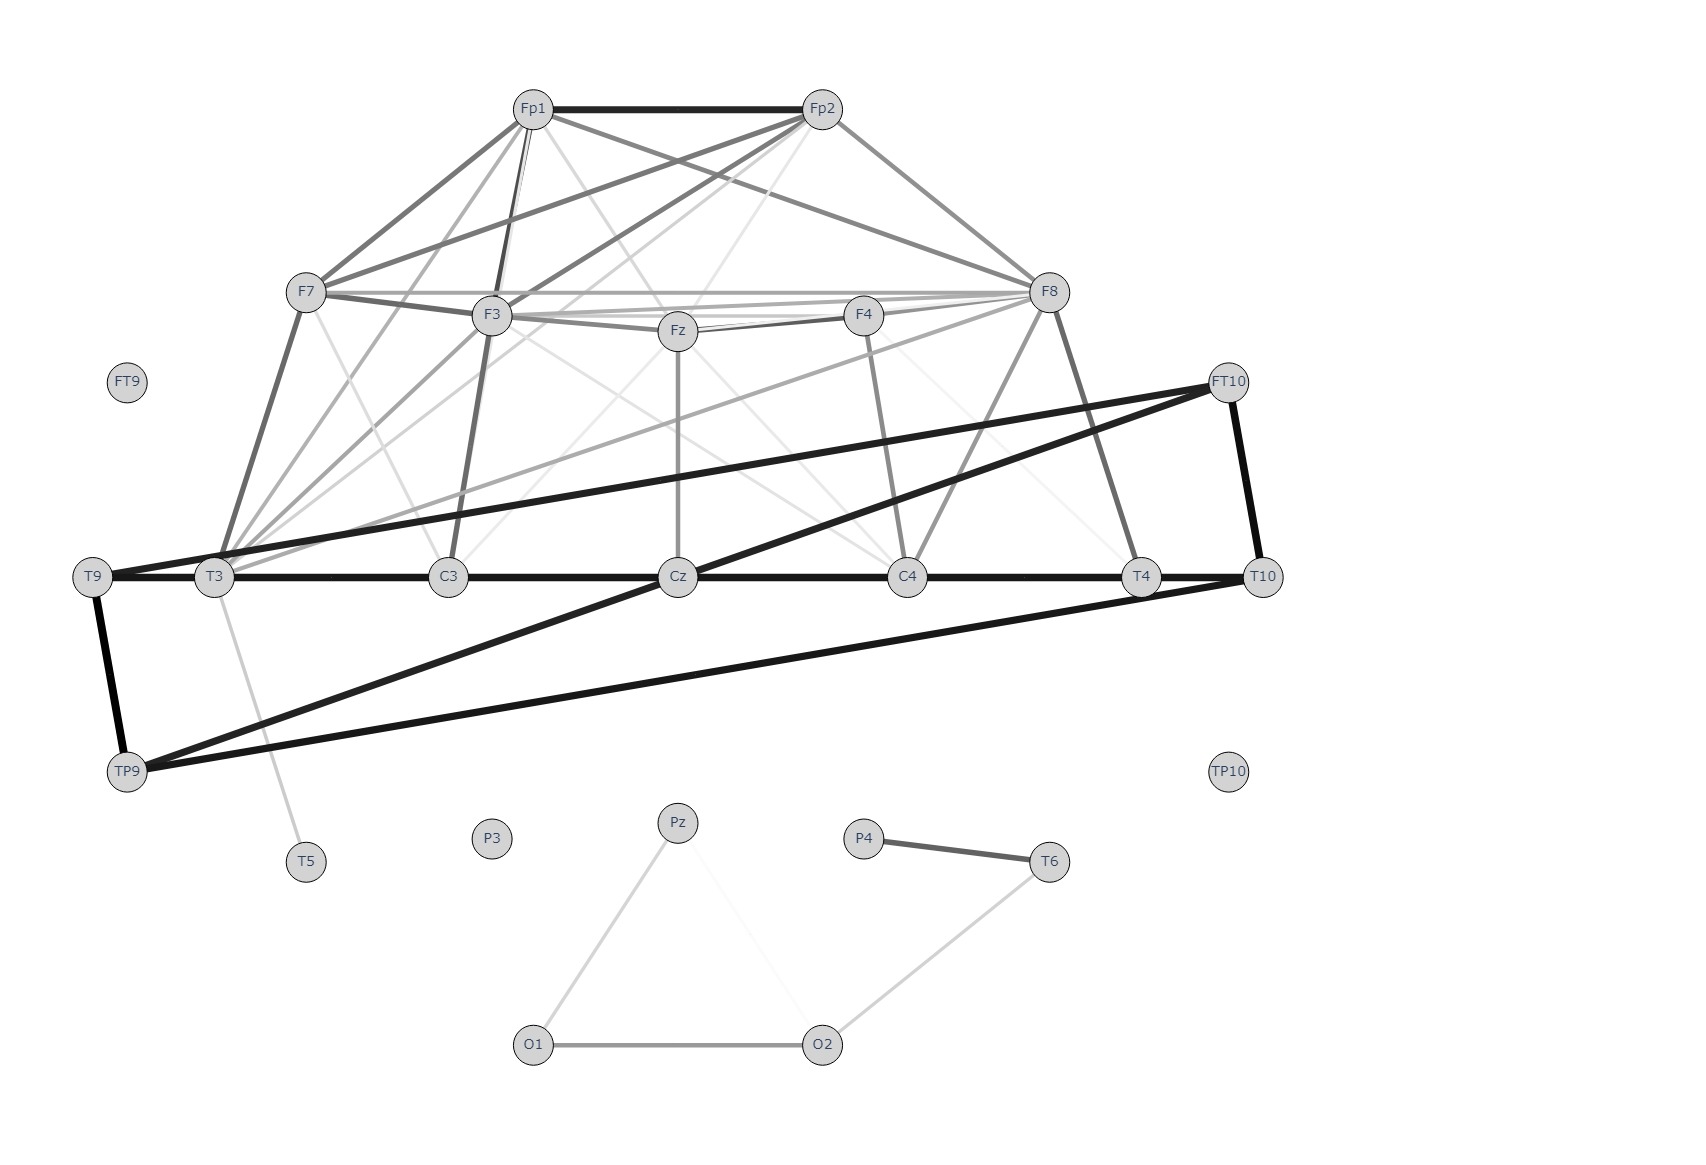 Fp1 Fp2
F7 F3 Fz F4 F8
FT9 FT10
T9 T3 C3 Cz C4 T4 T10
TP9 TP10
T5 P3 Pz P4 T6
O1 O2